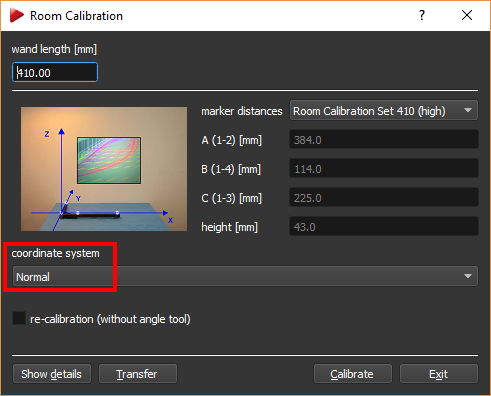 Room Calibration
?
wand length [mm]
410.00
marker distances Room Calibration Set 410 (high)
A (1-2) [mm] 384.0
B (1-4) [mm] 114.0
C (1-3) [mm] 225.0
height [mm] 43.0
Z
Y
X
coordinate system
Normal
re-calibration (without angle tool)
Show details Transfer Calibrate Exit